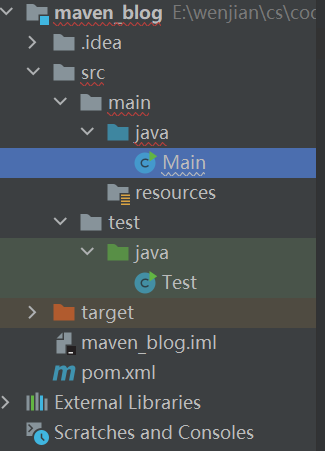 maven_blog E:\wenjian\cs\coc
.idea
src
main
java
Main
resources
test
java
Test
target
maven_blog.iml
pom.xml
External Libraries
Scratches and Consoles